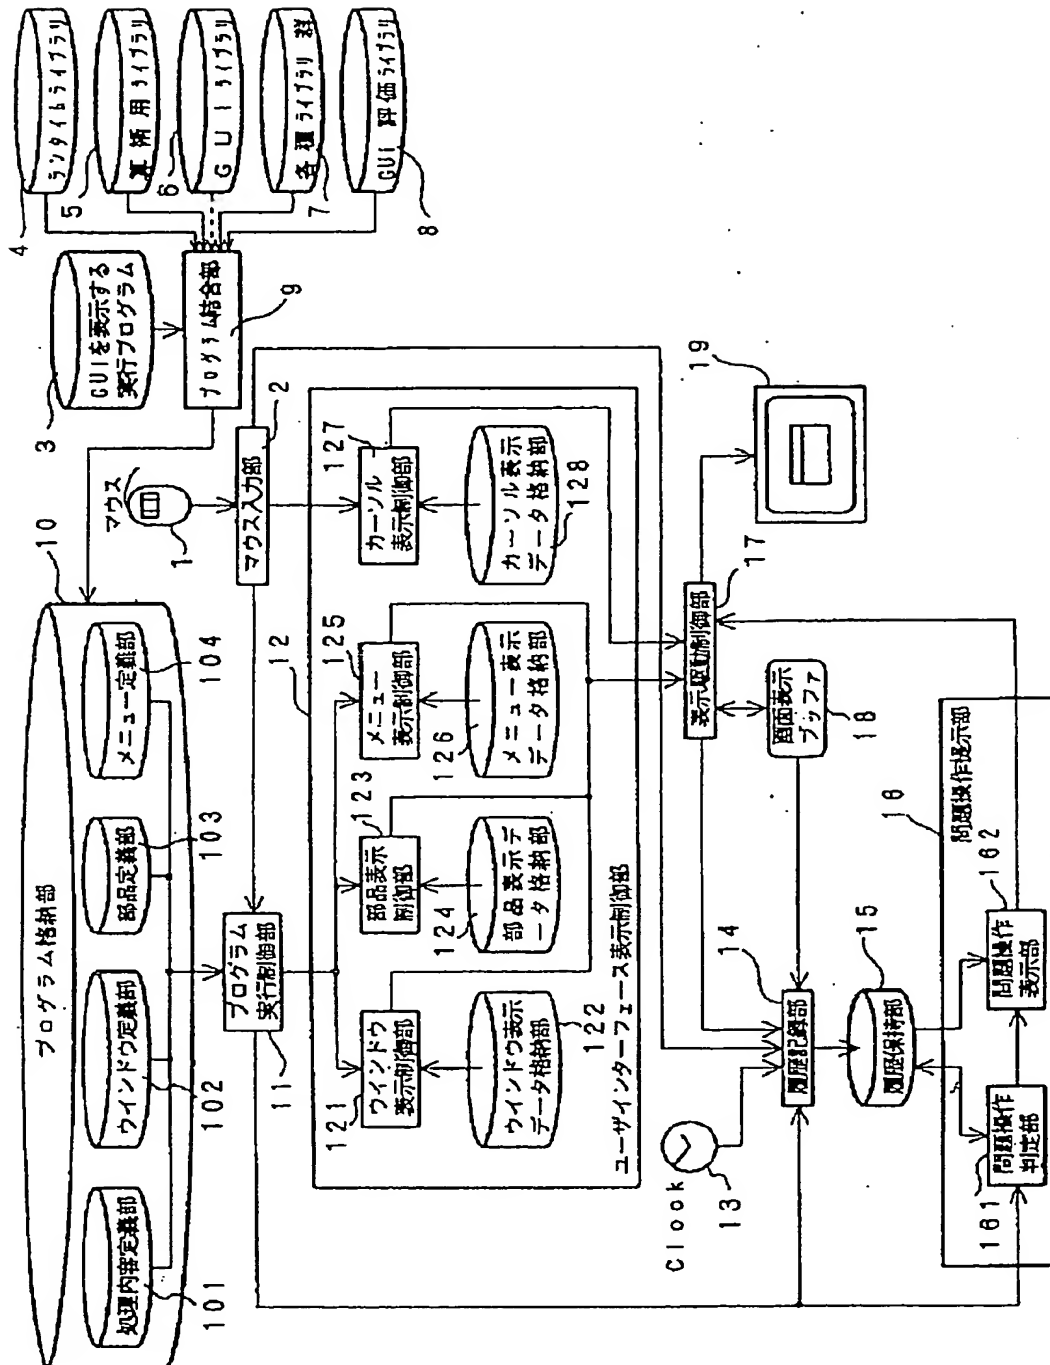 プログラム格納部
10
処理内容定義部
101
ウインドウ定義部
102
部品定義部
103
メニュー定義部
104
マウス
1
マウス入力部
2
GUIを表示する
実行プログラム
3
プログラム結合部
9
ランタイムライブラリ
4
算術用ライブラリ
5
GUIライブラリ
6
各種ライブラリ群
7
GUI評価ライブラリ
8
プログラム
実行制御部
11
12
ウインドウ
表示制御部
121
ウインドウ表示
データ格納部
122
部品表示
制御部
123
部品表示デ
ータ格納部
124
メニュー
表示制御部
125
メニュー表示
データ格納部
126
カーソル
表示制御部
127
カーソル表示
データ格納部
128
ユーザインターフェース表示制御部
Clook
13
履歴記録部
14
履歴保持部
15
表示駆動制御部
17
画面表示
ブッファ
18
19
16
問題操作提示部
問題操作
判定部
161
問題操作
表示部
162